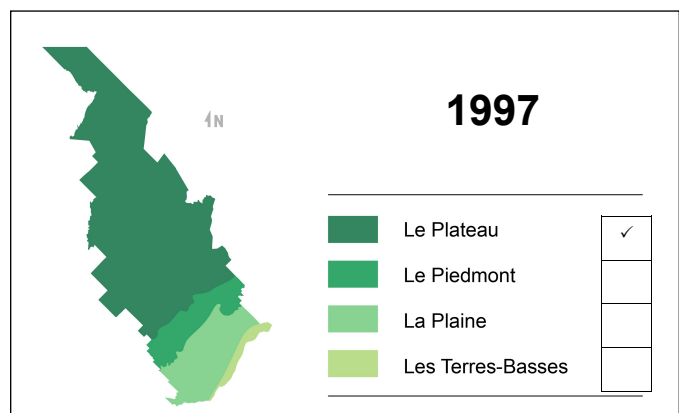 N
1997
Le Plateau ✓
Le Piedmont
La Plaine
Les Terres-Basses